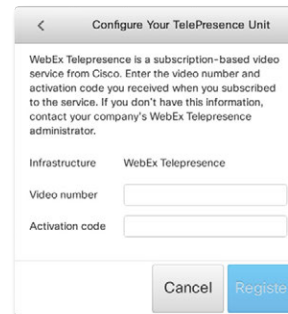 Configure Your TelePresence Unit
WebEx Telepresence is a subscription-based video
service from Cisco. Enter the video number and
activation code you received when you subscribed
to the service. If you don't have this information,
contact your company's WebEx Telepresence
administrator.
Infrastructure WebEx Telepresence
Video number
Activation code
Cancel Registe